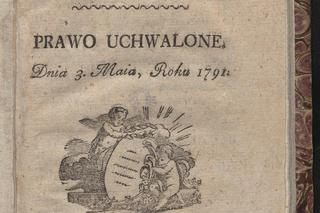 PRAWO UCHWALONE.
Dnia 3. Maia, Roku 1791.